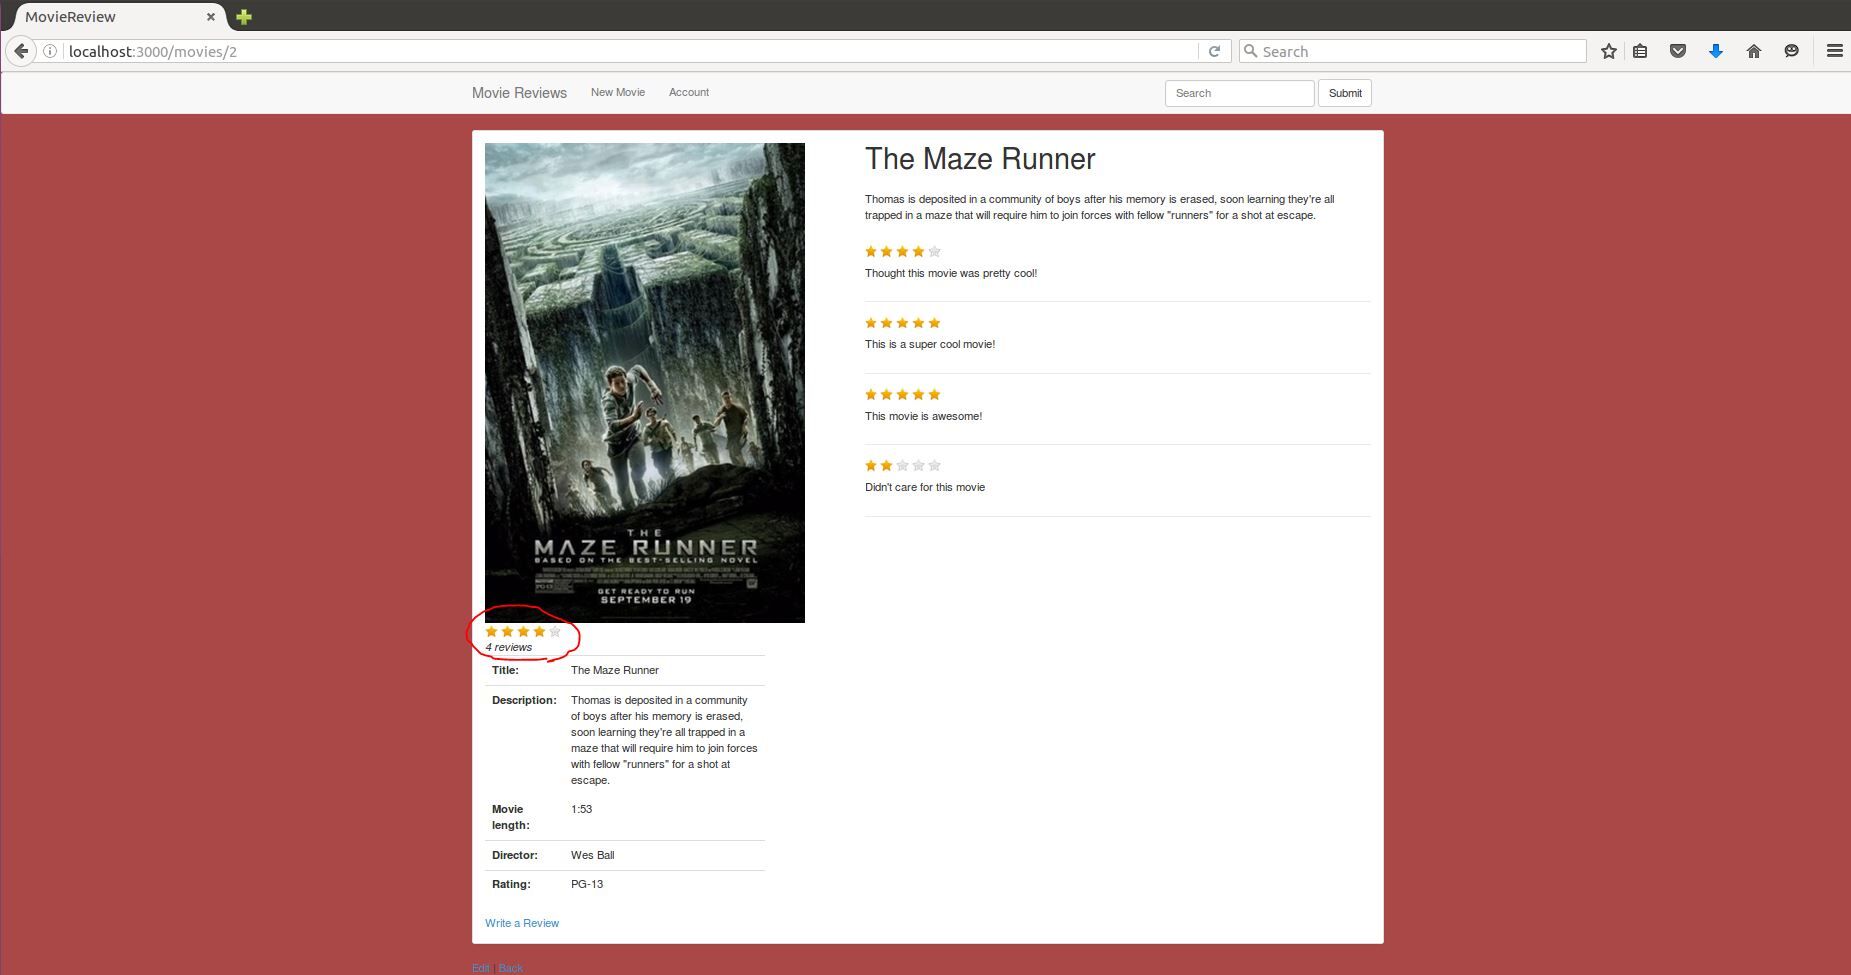 MovieReview
localhost:3000/movies/2
Search
Movie Reviews
New Movie
Account
Search
Submit
THE
MAZE RUNNER
BASED ON THE BEST-SELLING NOVEL
GET READY TO RUN
SEPTEMBER 19
4 reviews
Title: The Maze Runner
Description: Thomas is deposited in a community
of boys after his memory is erased,
soon learning they're all trapped in a
maze that will require him to join forces
with fellow "runners" for a shot at
escape.
Movie 1:53
length:
Director: Wes Ball
Rating: PG-13
Write a Review
The Maze Runner
Thomas is deposited in a community of boys after his memory is erased, soon learning they're all
trapped in a maze that will require him to join forces with fellow "runners" for a shot at escape.
Thought this movie was pretty cool!
This is a super cool movie!
This movie is awesome!
Didn't care for this movie
Edit | Back